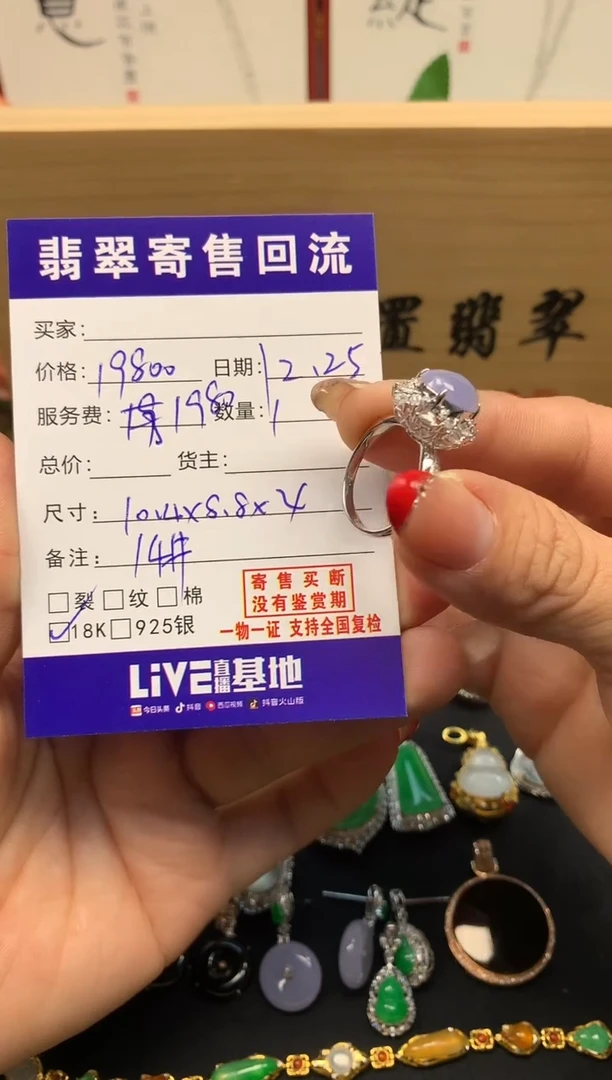 意
置翡翠
翡翠寄售回流
买家:
价格: 19800 日期: 12.25
服务费: 1980 数量: 1
总价: 货主:
尺寸: 10.4x8.8x4
备注: 14#
裂 纹 棉
18K 925银
寄售买断
没有鉴赏期
一物一证 支持全国复检
LiVE直播基地
今日头条 抖音 西瓜视频 抖音火山版